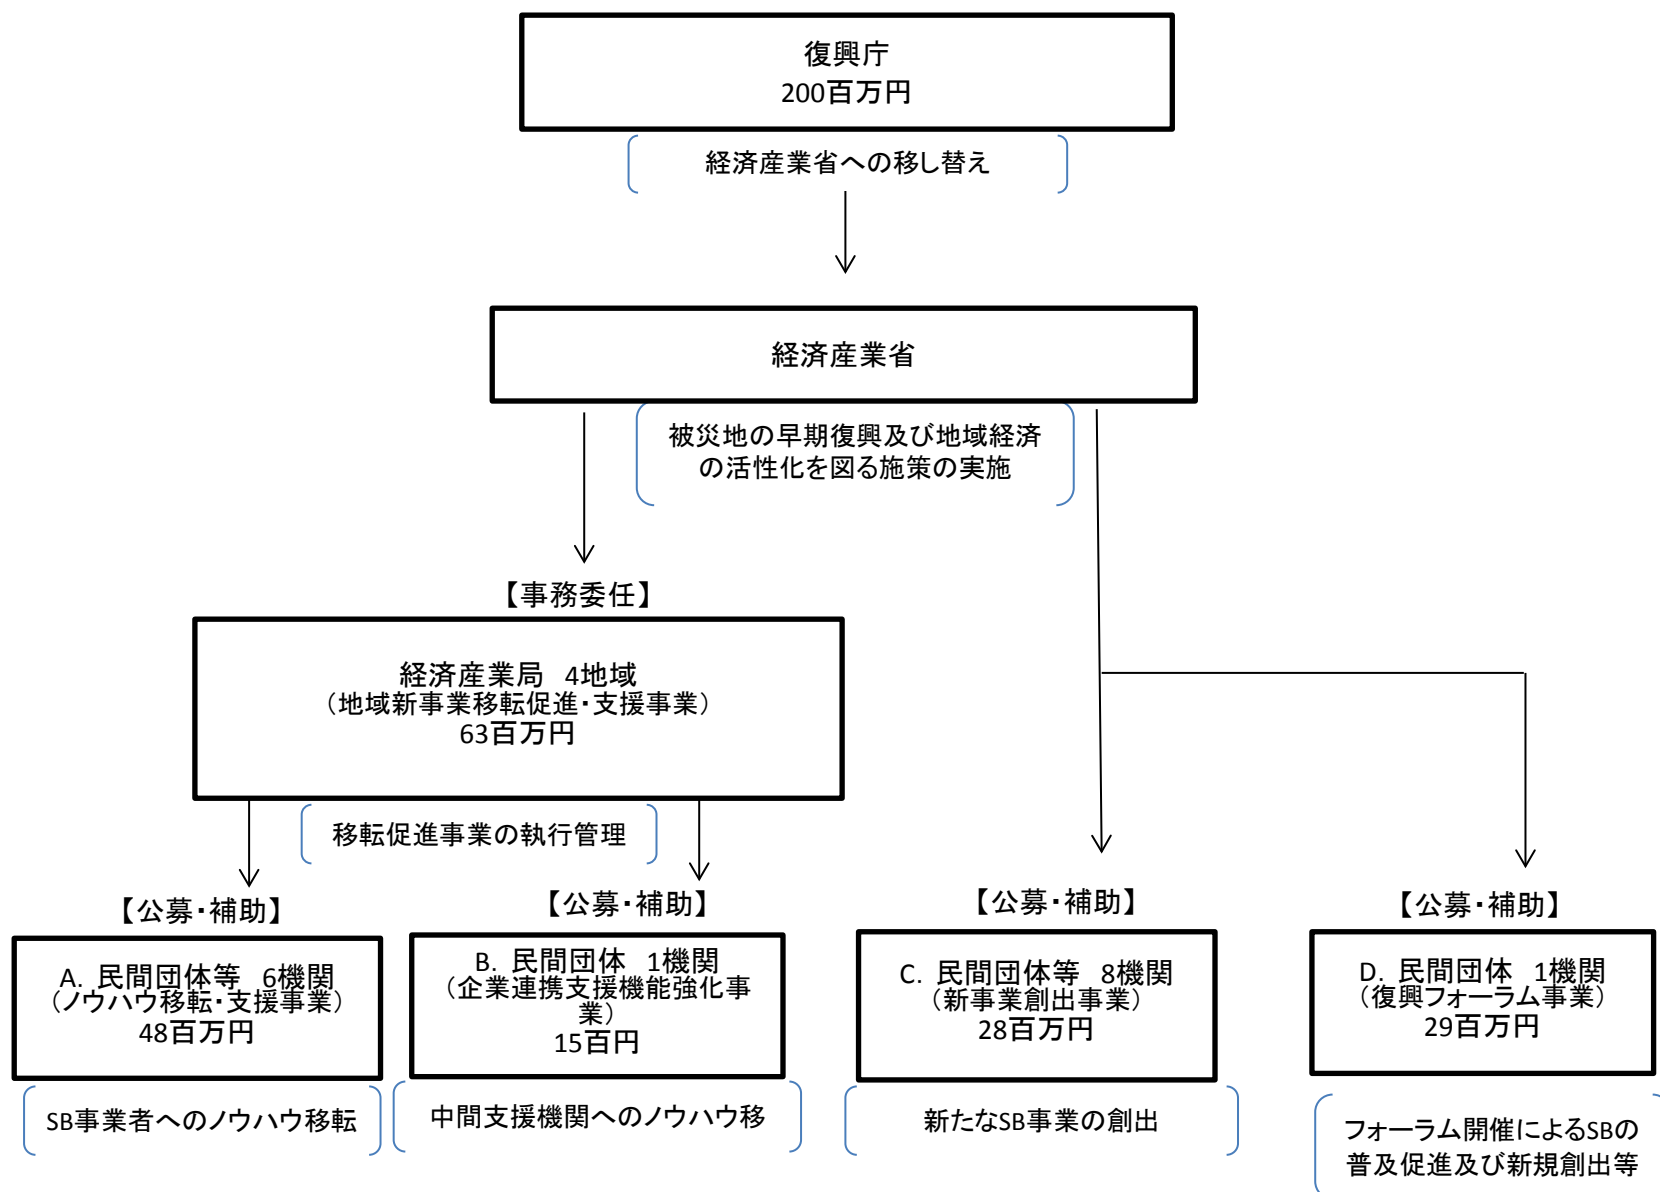 復興庁
200百万円
経済産業省への移し替え
経済産業省
被災地の早期復興及び地域経済
の活性化を図る施策の実施
【事務委任】
経済産業局 4地域
（地域新事業移転促進・支援事業）
63百万円
移転促進事業の執行管理
【公募・補助】
A. 民間団体等 6機関
（ノウハウ移転・支援事業）
48百万円
SB事業者へのノウハウ移転
【公募・補助】
B. 民間団体 1機関
（企業連携支援機能強化事
業）
15百円
中間支援機関へのノウハウ移
【公募・補助】
C. 民間団体等 8機関
（新事業創出事業）
28百万円
新たなSB事業の創出
【公募・補助】
D. 民間団体 1機関
（復興フォーラム事業）
29百万円
フォーラム開催によるSBの
普及促進及び新規創出等